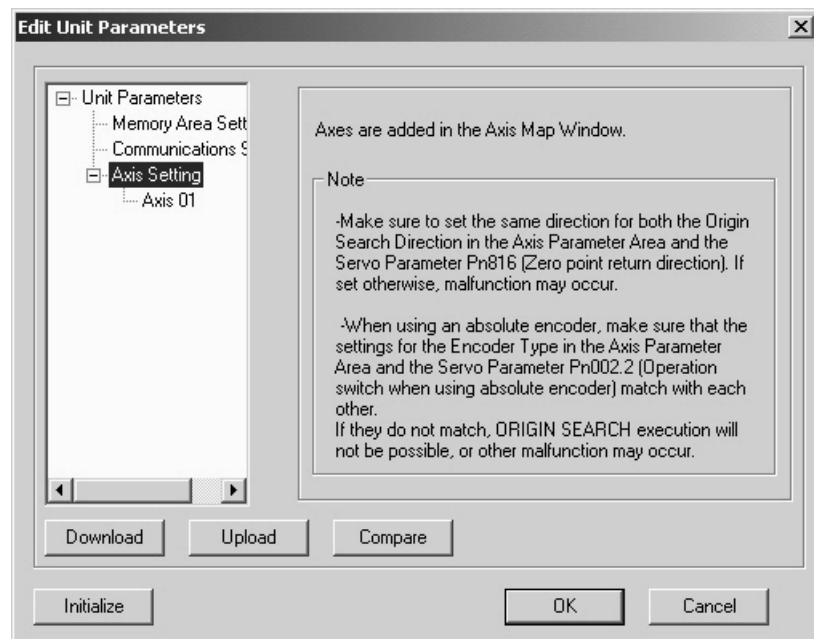 Edit Unit Parameters
Unit Parameters
Memory Area Sett
Communications S
Axis Setting
Axis 01
Axes are added in the Axis Map Window.
Note
-Make sure to set the same direction for both the Origin
Search Direction in the Axis Parameter Area and the
Servo Parameter Pn816 (Zero point return direction). If
set otherwise, malfunction may occur.
-When using an absolute encoder, make sure that the
settings for the Encoder Type in the Axis Parameter
Area and the Servo Parameter Pn002.2 (Operation
switch when using absolute encoder) match with each
other.
If they do not match, ORIGIN SEARCH execution will
not be possible, or other malfunction may occur.
Download
Upload
Compare
Initialize
OK
Cancel